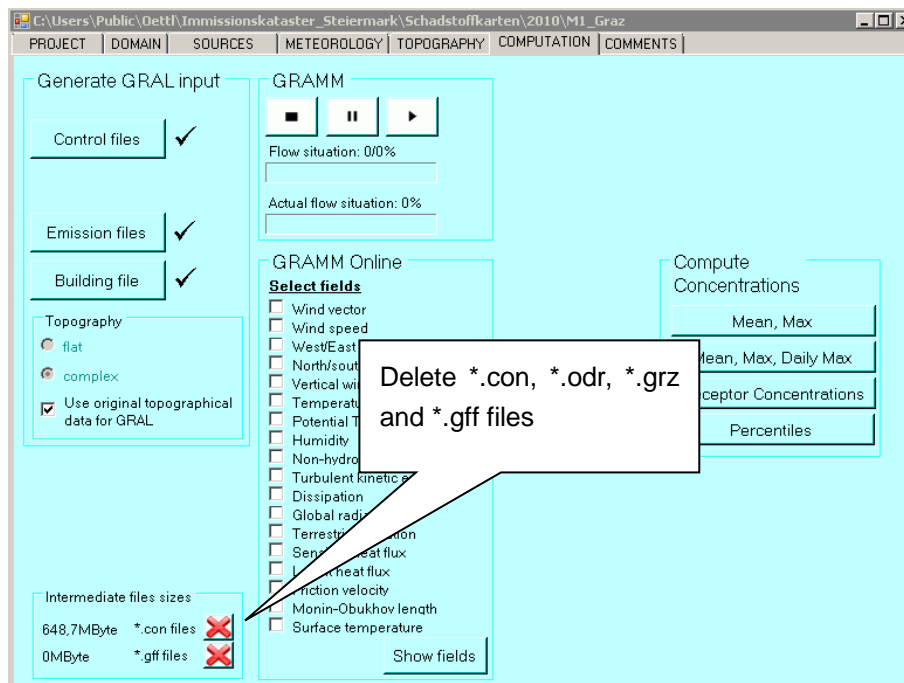 C:\Users\Public\Oettl\Immissionskataster_Steiermark\Schadstoffkarten\2010\M1_Graz
PROJECT DOMAIN SOURCES METEOROLOGY TOPOGRAPHY COMPUTATION COMMENTS
Generate GRAL input
Control files
Emission files
Building file
Topography
flat
complex
Use original topographical
data for GRAL
Intermediate files sizes
648,7MByte *.con files
0MByte *.gff files
GRAMM
Flow situation: 0/0%
Actual flow situation: 0%
GRAMM Online
Select fields
Wind vector
Wind speed
West/East
North/sout
Vertical wi
Temperatu
Potential T
Humidity
Non-hydro
Turbulent kinetic e
Dissipation
Global radi
Terrestri tion
Sen eat flux
L heat flux
riction velocity
Monin-Obukhov length
Surface temperature
Show fields
Delete *.con, *.odr, *.grz
and *.gff files
Compute
Concentrations
Mean, Max
Mean, Max, Daily Max
ceptor Concentrations
Percentiles